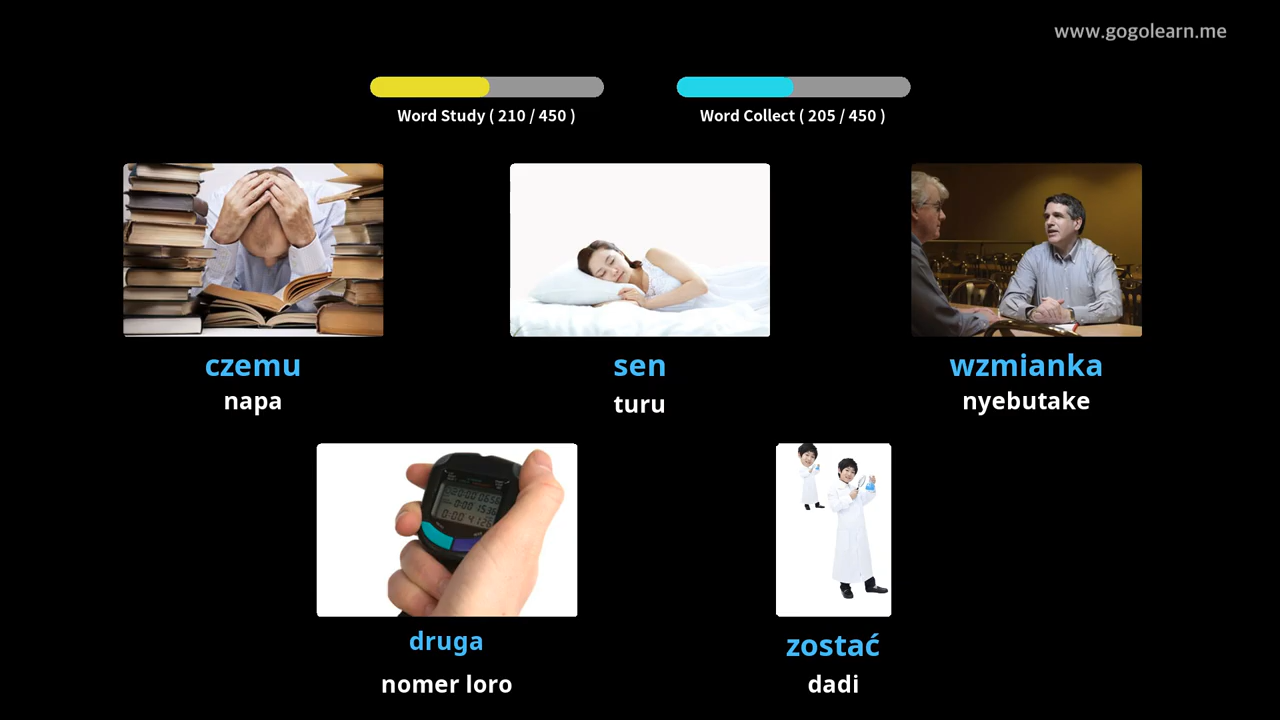 www.gogolearn.me
Word Study ( 210 / 450 )
Word Collect ( 205 / 450 )
czemu
napa
sen
turu
wzmianka
nyebutake
druga
nomer loro
zostać
dadi